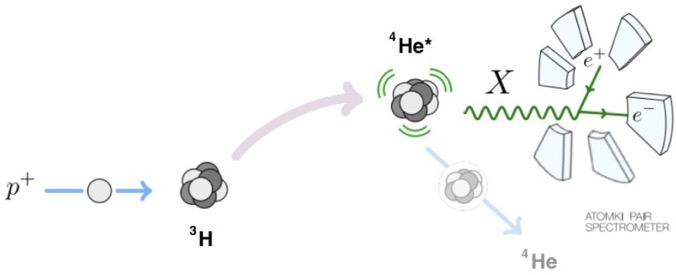 ⁴He*
X
e⁺
e⁻
p⁺
³H
ATOMKI PAIR
SPECTROMETER
⁴He